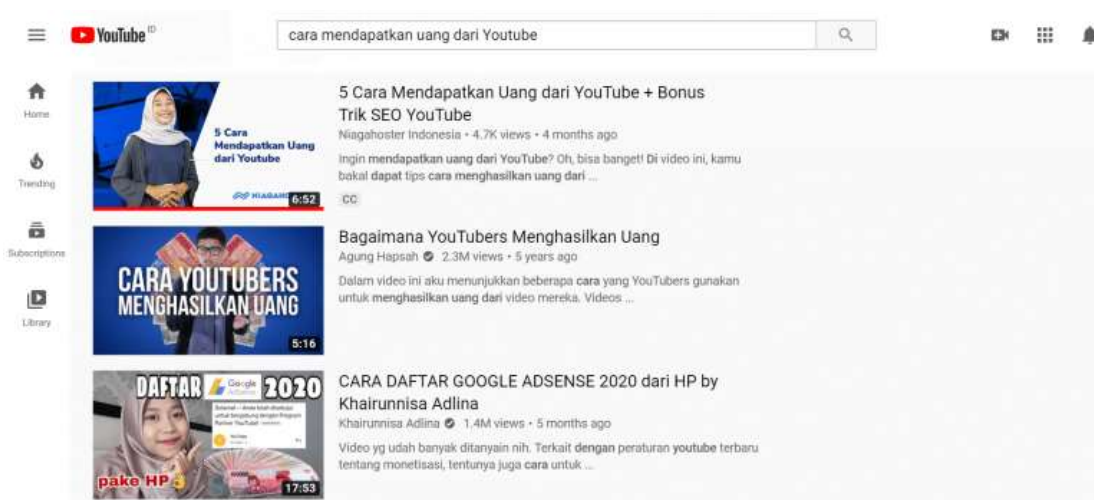 YouTube ID
cara mendapatkan uang dari Youtube
Home
Trending
Subscriptions
Library
5 Cara
Mendapatkan Uang
dari Youtube
6:52
5 Cara Mendapatkan Uang dari YouTube + Bonus
Trik SEO YouTube
Niagahoster Indonesia • 4.7K views • 4 months ago
Ingin mendapatkan uang dari YouTube? Oh, bisa banget! Di video ini, kamu
bakal dapat tips cara menghasilkan uang dari ...
CC
CARA YOUTUBERS
MENGHASILKAN UANG
5:16
Bagaimana YouTubers Menghasilkan Uang
Agung Hapsah 2.3M views • 5 years ago
Dalam video ini aku menunjukkan beberapa cara yang YouTubers gunakan
untuk menghasilkan uang dari video mereka. Videos ...
DAFTAR Google AdSense 2020
pake HP
17:53
CARA DAFTAR GOOGLE ADSENSE 2020 dari HP by
Khairunnisa Adlina
Khairunnisa Adlina 1.4M views • 5 months ago
Video yg udah banyak ditanyain nih. Terkait dengan peraturan youtube terbaru
tentang monetisasi, tentunya juga cara untuk ...